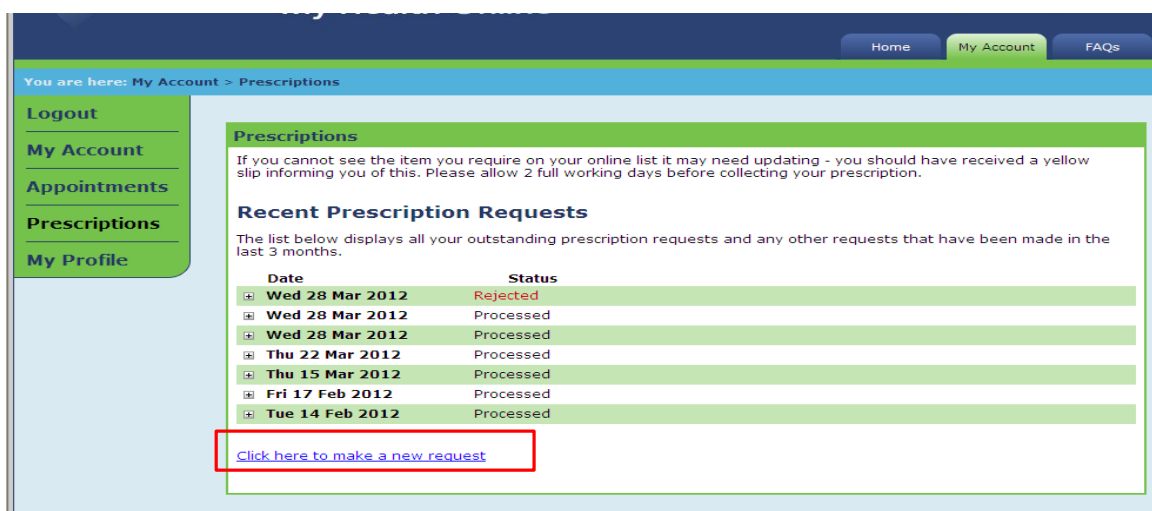 My Health Online
Home My Account FAQs
You are here: My Account > Prescriptions
Logout
My Account
Appointments
Prescriptions
My Profile
Prescriptions
If you cannot see the item you require on your online list it may need updating - you should have received a yellow
slip informing you of this. Please allow 2 full working days before collecting your prescription.
Recent Prescription Requests
The list below displays all your outstanding prescription requests and any other requests that have been made in the
last 3 months.
Date Status
Wed 28 Mar 2012 Rejected
Wed 28 Mar 2012 Processed
Wed 28 Mar 2012 Processed
Thu 22 Mar 2012 Processed
Thu 15 Mar 2012 Processed
Fri 17 Feb 2012 Processed
Tue 14 Feb 2012 Processed
Click here to make a new request